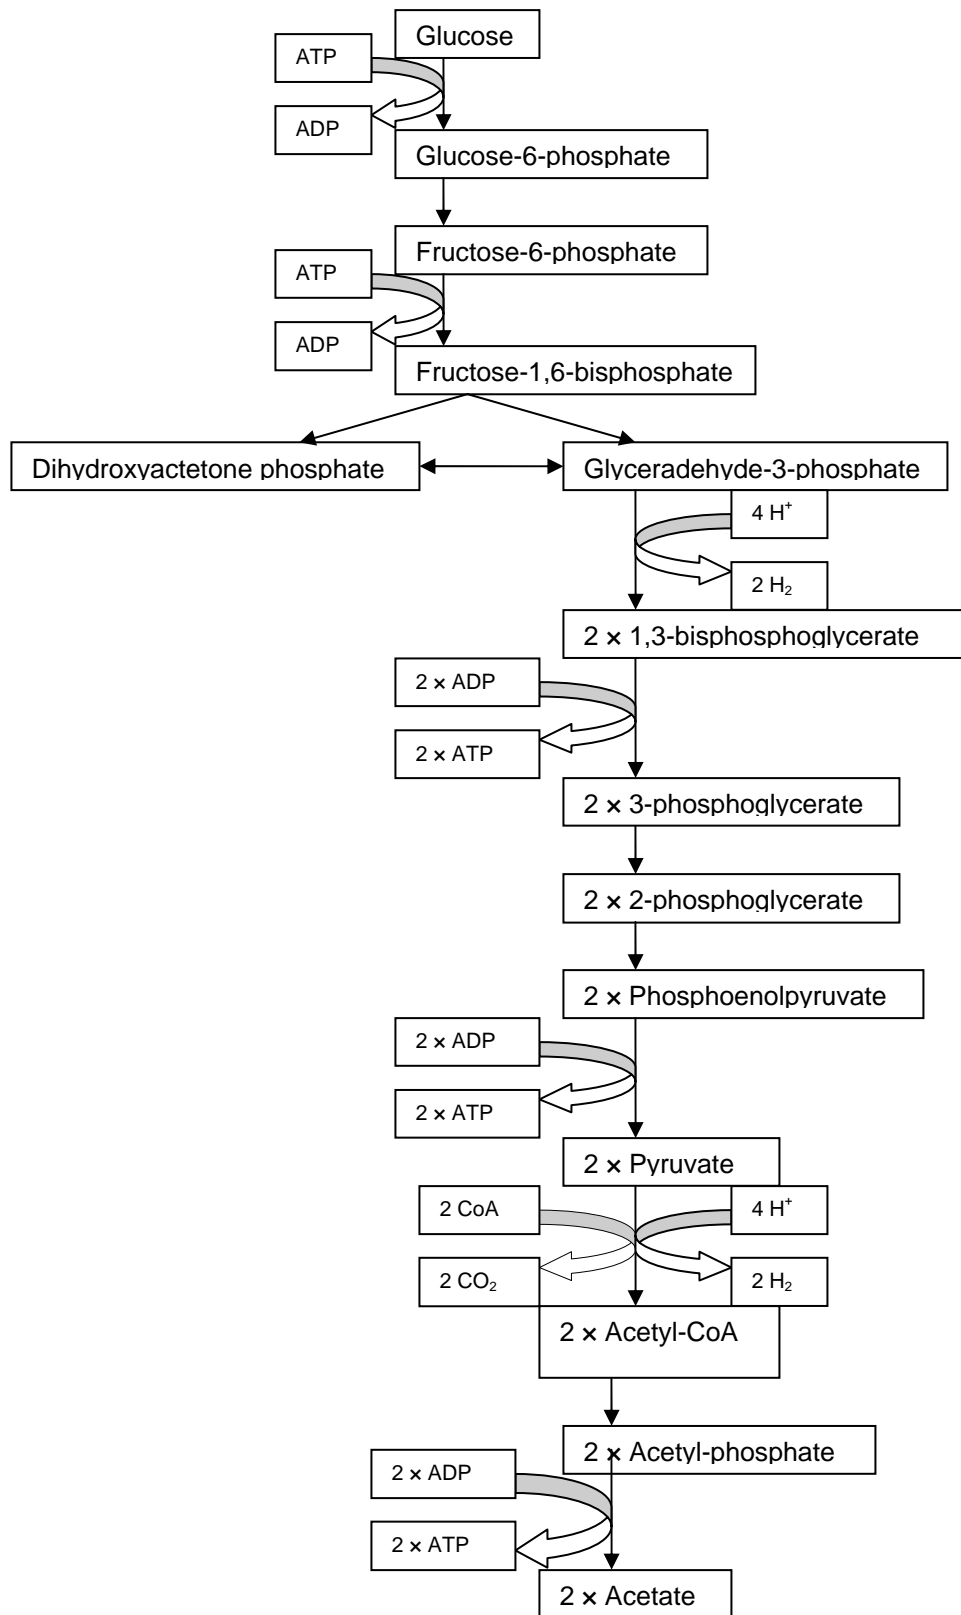 Glucose
ATP
ADP
Glucose-6-phosphate
Fructose-6-phosphate
ATP
ADP
Fructose-1,6-bisphosphate
Dihydroxyactetone phosphate
Glyceradehyde-3-phosphate
4 H⁺
2 H₂
2 × 1,3-bisphosphoglycerate
2 × ADP
2 × ATP
2 × 3-phosphoglycerate
2 × 2-phosphoglycerate
2 × Phosphoenolpyruvate
2 × ADP
2 × ATP
2 × Pyruvate
2 CoA
4 H⁺
2 CO₂
2 H₂
2 × Acetyl-CoA
2 × Acetyl-phosphate
2 × ADP
2 × ATP
2 × Acetate